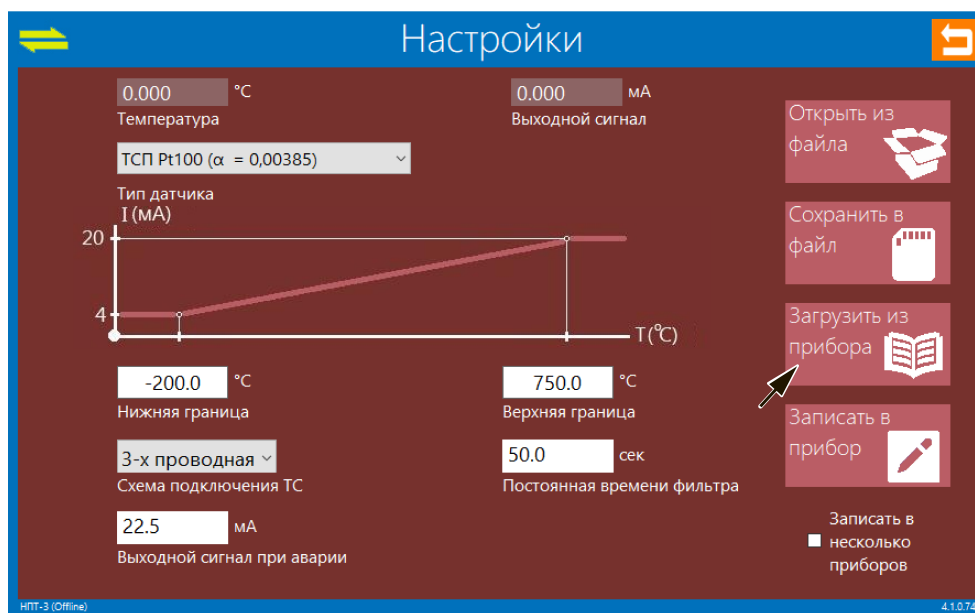 Настройки
0.000 °C
Температура
0.000 мА
Выходной сигнал
ТСП Pt100 (α = 0,00385)
Тип датчика
I (мА)
20
4
T(°C)
-200.0 °C
Нижняя граница
750.0 °C
Верхняя граница
3-х проводная
Схема подключения ТС
50.0 сек
Постоянная времени фильтра
22.5 мА
Выходной сигнал при аварии
Открыть из
файла
Сохранить в
файл
Загрузить из
прибора
Записать в
прибор
Записать в
несколько
приборов
НПТ-3 (Offline)